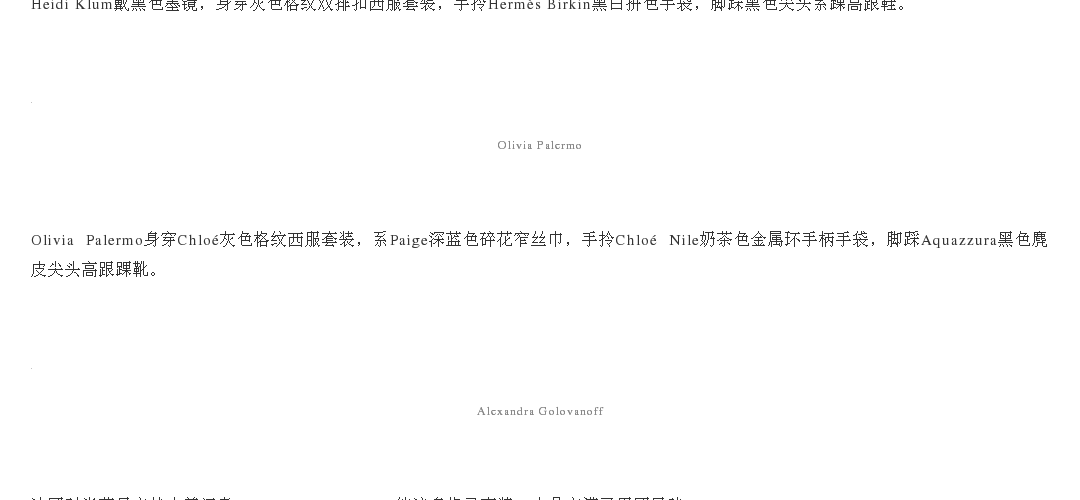 Heidi Klum戴黑色墨镜，身穿灰色格纹双排扣西服套装，手拎Hermès Birkin黑白拼色手袋，脚踩黑色尖头系踝高跟鞋。
Olivia Palermo
Olivia Palermo身穿Chloé灰色格纹西服套装，系Paige深蓝色碎花窄丝巾，手拎Chloé Nile奶茶色金属环手柄手袋，脚踩Aquazzura黑色麂
皮尖头高跟踝靴。
Alexandra Golovanoff